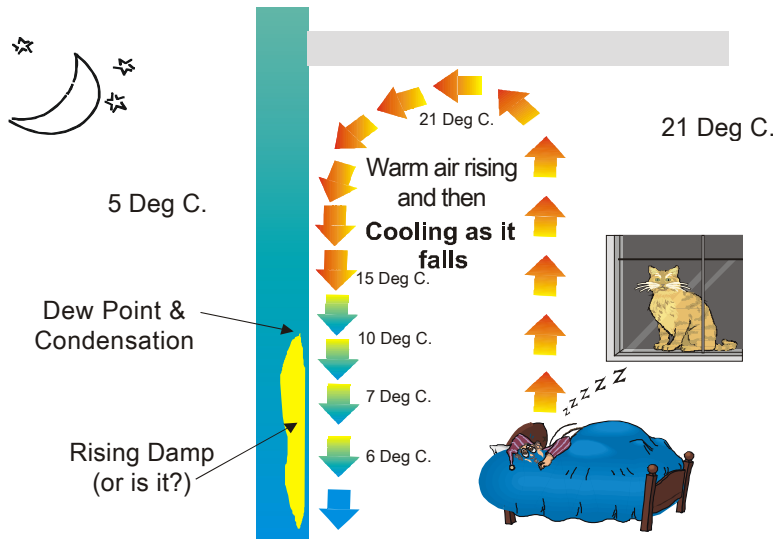 21 Deg C.
21 Deg C.
Warm air rising
and then
Cooling as it
falls
5 Deg C.
15 Deg C.
Dew Point &
Condensation
10 Deg C.
7 Deg C.
Rising Damp
(or is it?)
6 Deg C.
z z z z z z